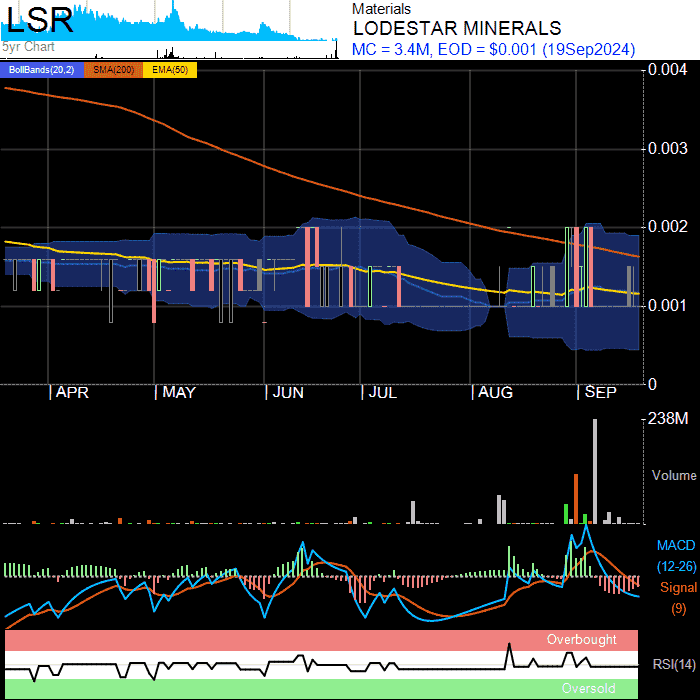 LSR
5yr Chart
Materials
LODESTAR MINERALS
MC = 3.4M, EOD = $0.001 (19Sep2024)
BollBands(20,2) SMA(200) EMA(50)
0.004
0.003
0.002
0.001
0
APR MAY JUN JUL AUG SEP
238M
Volume
MACD
(12-26)
Signal
(9)
Overbought
RSI(14)
Oversold